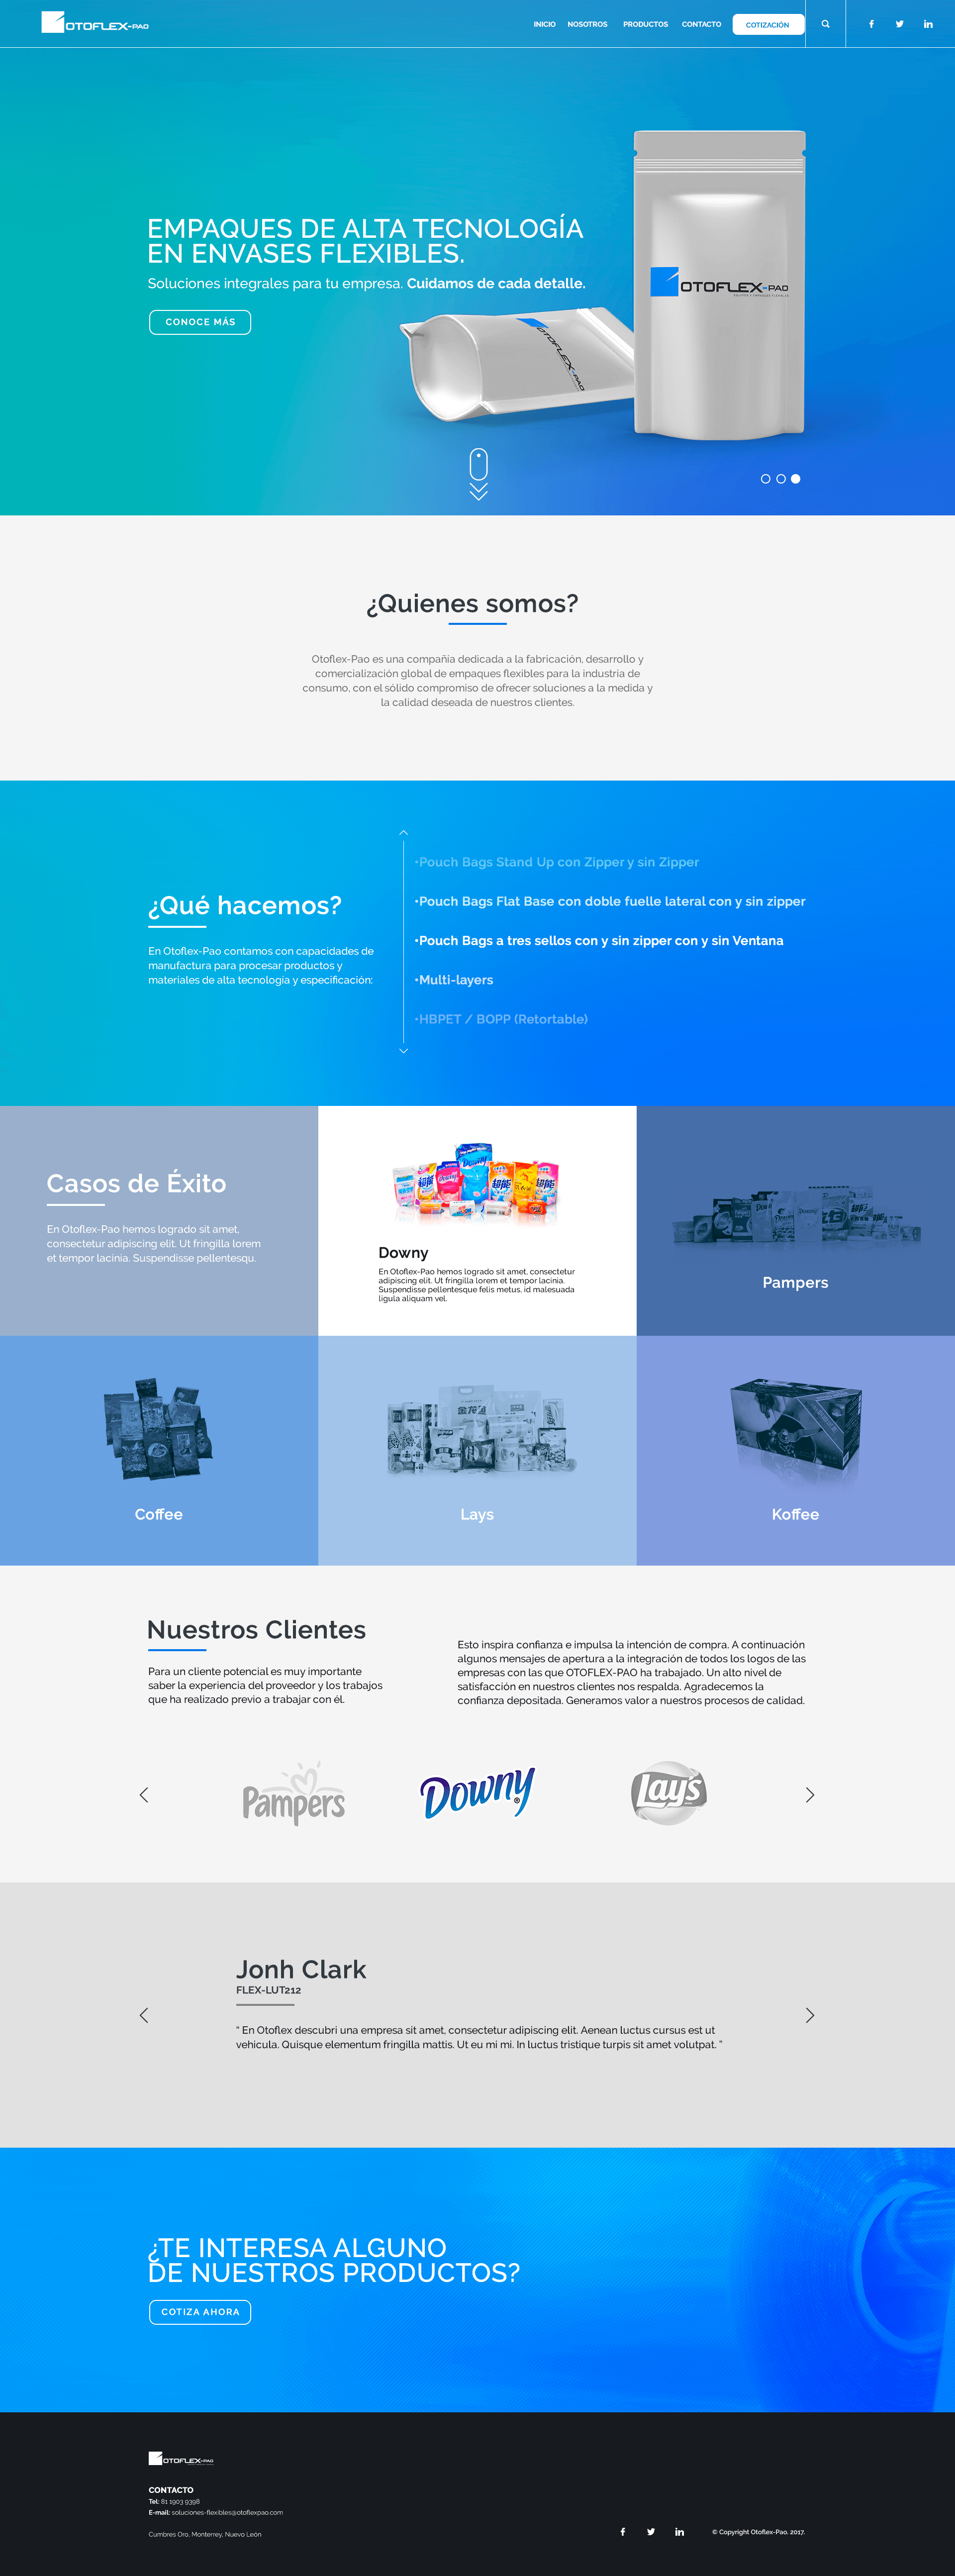 OTOFLEX-PAO
INICIO NOSOTROS PRODUCTOS CONTACTO COTIZACIÓN
EMPAQUES DE ALTA TECNOLOGÍA
EN ENVASES FLEXIBLES.
Soluciones integrales para tu empresa. Cuidamos de cada detalle.
CONOCE MÁS
OTOFLEX-PAO
OTOFLEX-PAO
¿Quienes somos?
Otoflex-Pao es una compañía dedicada a la fabricación, desarrollo y
comercialización global de empaques flexibles para la industria de
consumo, con el sólido compromiso de ofrecer soluciones a la medida y
la calidad deseada de nuestros clientes.
¿Qué hacemos?
En Otoflex-Pao contamos con capacidades de
manufactura para procesar productos y
materiales de alta tecnología y especificación:
•Pouch Bags Stand Up con Zipper y sin Zipper
•Pouch Bags Flat Base con doble fuelle lateral con y sin zipper
•Pouch Bags a tres sellos con y sin zipper con y sin Ventana
•Multi-layers
•HBPET / BOPP (Retortable)
Casos de Éxito
En Otoflex-Pao hemos logrado sit amet,
consectetur adipiscing elit. Ut fringilla lorem
et tempor lacinia. Suspendisse pellentesqu.
Downy
Downy
En Otoflex-Pao hemos logrado sit amet, consectetur
adipiscing elit. Ut fringilla lorem et tempor lacinia.
Suspendisse pellentesque felis metus, id malesuada
ligula aliquam vel.
Pampers
Coffee
Lays
Koffee
Nuestros Clientes
Para un cliente potencial es muy importante
saber la experiencia del proveedor y los trabajos
que ha realizado previo a trabajar con él.
Esto inspira confianza e impulsa la intención de compra. A continuación
algunos mensajes de apertura a la integración de todos los logos de las
empresas con las que OTOFLEX-PAO ha trabajado. Un alto nivel de
satisfacción en nuestros clientes nos respalda. Agradecemos la
confianza depositada. Generamos valor a nuestros procesos de calidad.
Pampers
Downy®
Lay's
Jonh Clark
FLEX-LUT212
" En Otoflex descubri una empresa sit amet, consectetur adipiscing elit. Aenean luctus cursus est ut
vehicula. Quisque elementum fringilla mattis. Ut eu mi mi. In luctus tristique turpis sit amet volutpat. "
¿TE INTERESA ALGUNO
DE NUESTROS PRODUCTOS?
COTIZA AHORA
OTOFLEX-PAO
CONTACTO
Tel: 81 1903 9398
E-mail: soluciones-flexibles@otoflexpao.com
Cumbres Oro, Monterrey, Nuevo León
© Copyright Otoflex-Pao. 2017.